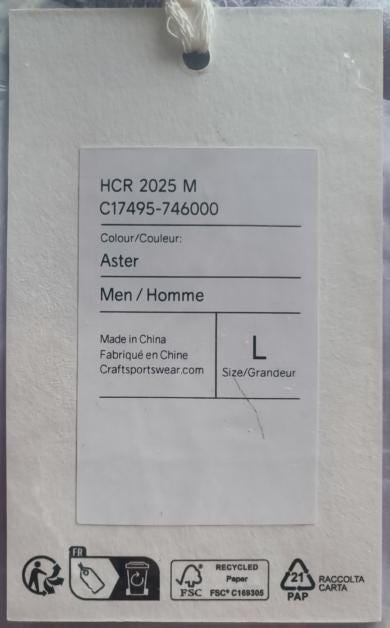 HCR 2025 M
C17495-746000
Colour/Couleur:
Aster
Men / Homme
Made in China
Fabriqué en Chine
Craftsportswear.com
L
Size/Grandeur
FR
FSC
RECYCLED
Paper
FSC® C169305
21
PAP
RACCOLTA
CARTA